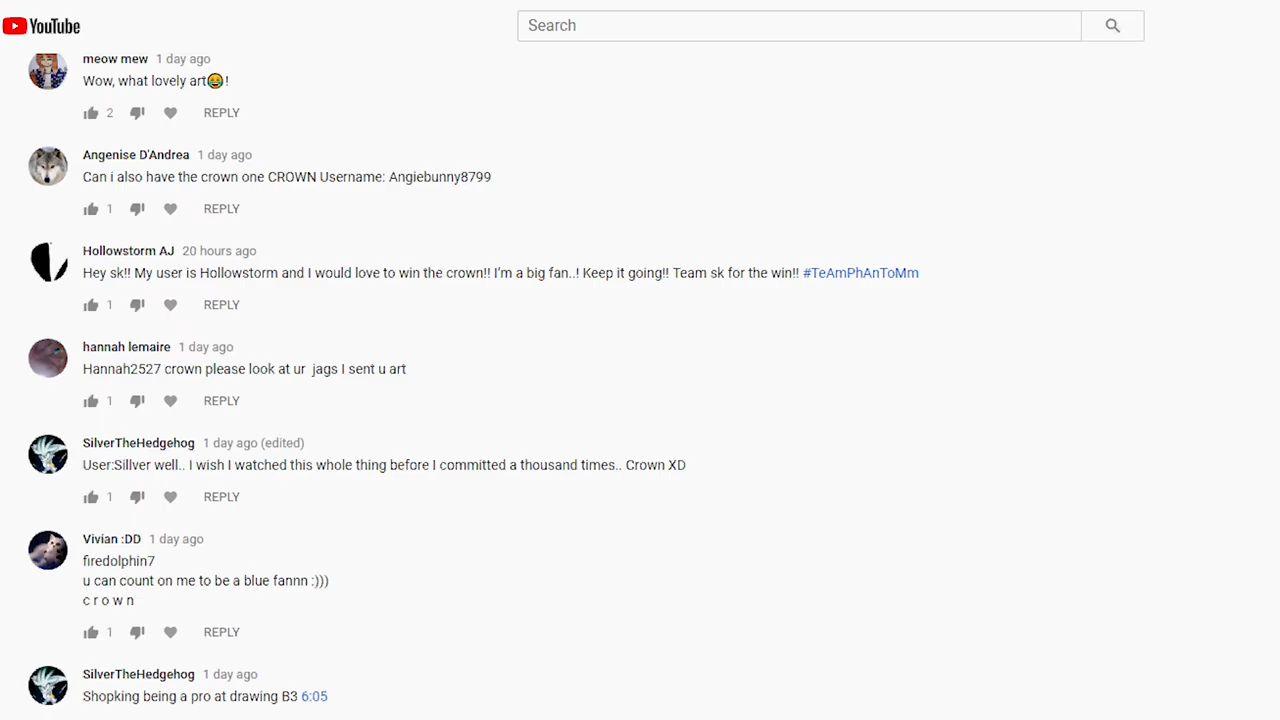 YouTube
Search
meow mew 1 day ago
Wow, what lovely art😂!
2 REPLY
Angenise D'Andrea 1 day ago
Can i also have the crown one CROWN Username: Angiebunny8799
1 REPLY
Hollowstorm AJ 20 hours ago
Hey sk!! My user is Hollowstorm and I would love to win the crown!! I'm a big fan..! Keep it going!! Team sk for the win!! #TeAmPhAnToMm
1 REPLY
hannah lemaire 1 day ago
Hannah2527 crown please look at ur jags I sent u art
1 REPLY
SilverTheHedgehog 1 day ago (edited)
User:Sillver well.. I wish I watched this whole thing before I committed a thousand times.. Crown XD
1 REPLY
Vivian :DD 1 day ago
firedolphin7
u can count on me to be a blue fannn :)))
c r o w n
1 REPLY
SilverTheHedgehog 1 day ago
Shopking being a pro at drawing B3 6:05